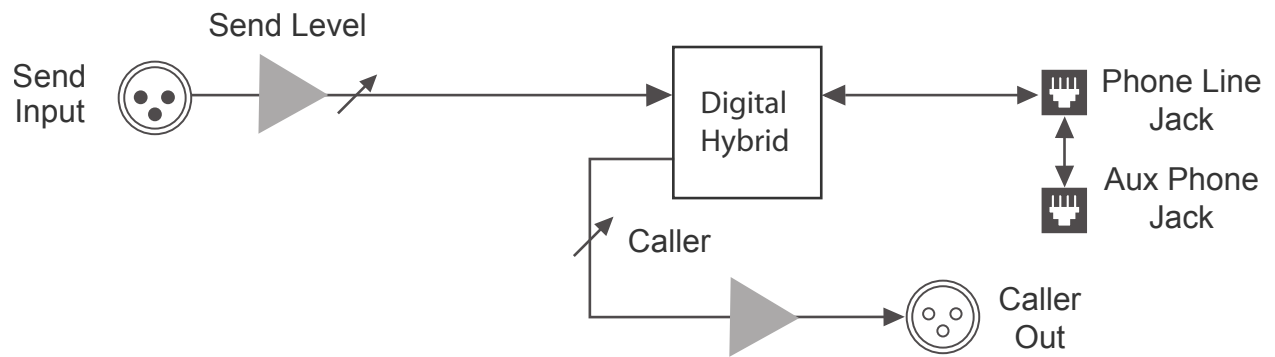 Send Level
Send
Input
Digital
Hybrid
Phone Line
Jack
Aux Phone
Jack
Caller
Caller
Out